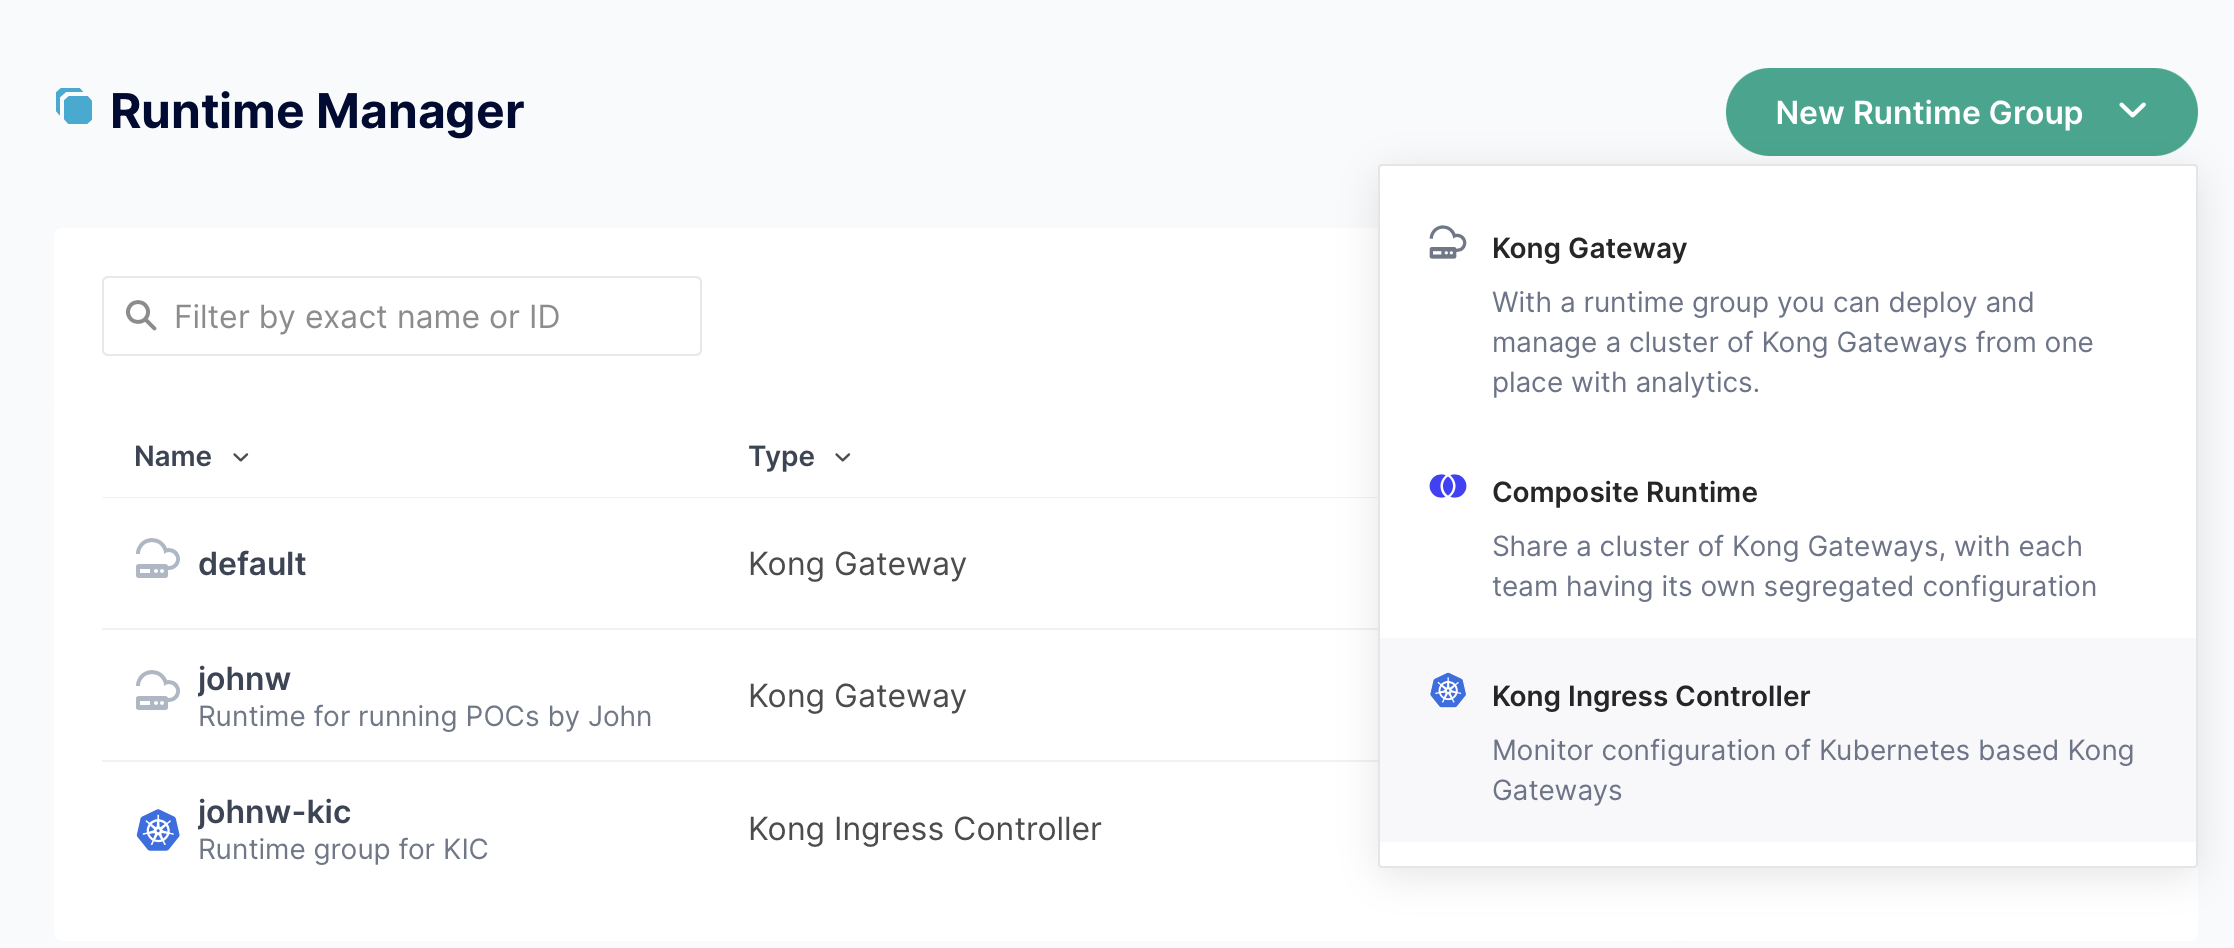 Runtime Manager
New Runtime Group
Filter by exact name or ID
Name
Type
default
Kong Gateway
johnw
Runtime for running POCs by John
Kong Gateway
johnw-kic
Runtime group for KIC
Kong Ingress Controller
Kong Gateway
With a runtime group you can deploy and
manage a cluster of Kong Gateways from one
place with analytics.
Composite Runtime
Share a cluster of Kong Gateways, with each
team having its own segregated configuration
Kong Ingress Controller
Monitor configuration of Kubernetes based Kong
Gateways